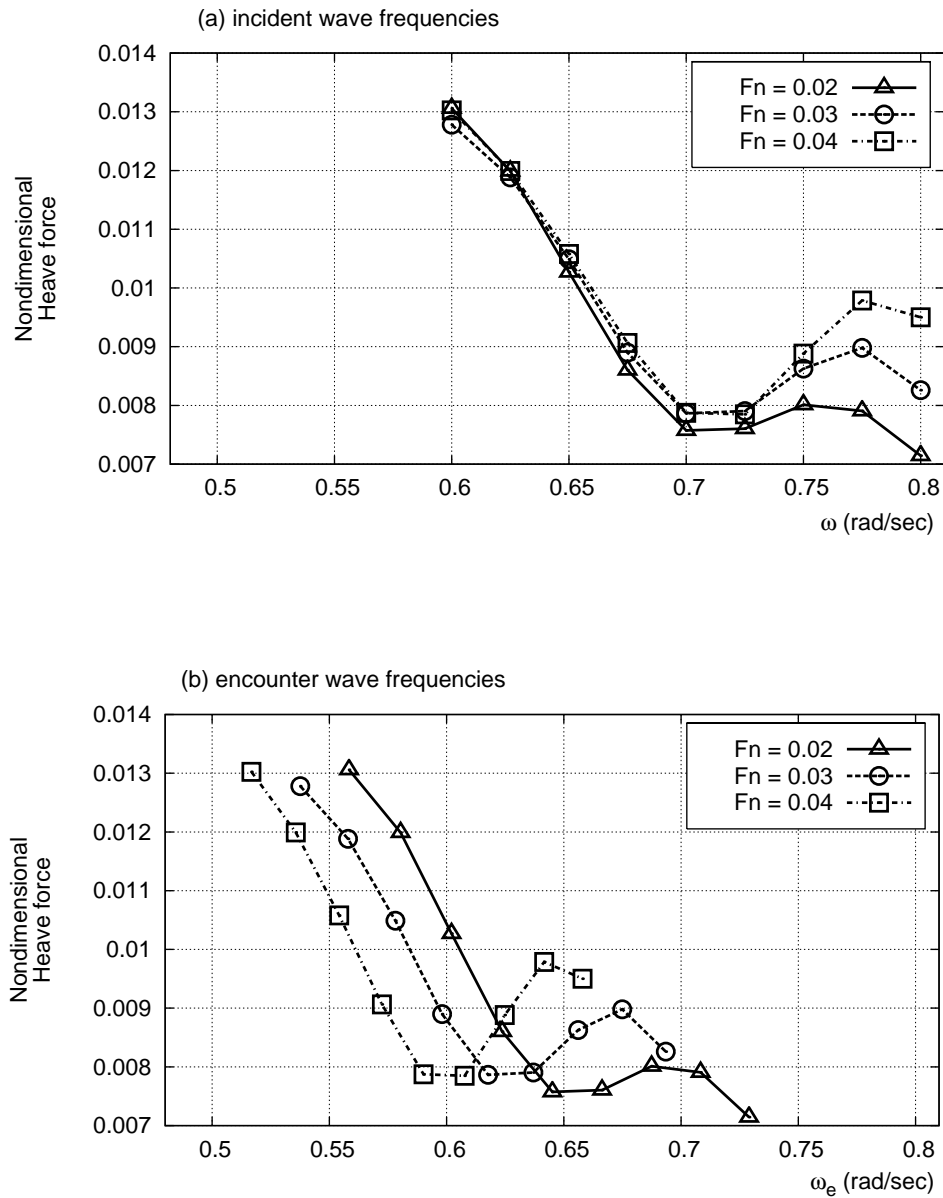 (a) incident wave frequencies
0.014
0.013
0.012
0.011
0.01
0.009
0.008
0.007
Nondimensional
Heave force
Fn = 0.02
Fn = 0.03
Fn = 0.04
0.5 0.55 0.6 0.65 0.7 0.75 0.8
ω (rad/sec)
(b) encounter wave frequencies
0.014
0.013
0.012
0.011
0.01
0.009
0.008
0.007
Nondimensional
Heave force
Fn = 0.02
Fn = 0.03
Fn = 0.04
0.5 0.55 0.6 0.65 0.7 0.75 0.8
ωe (rad/sec)